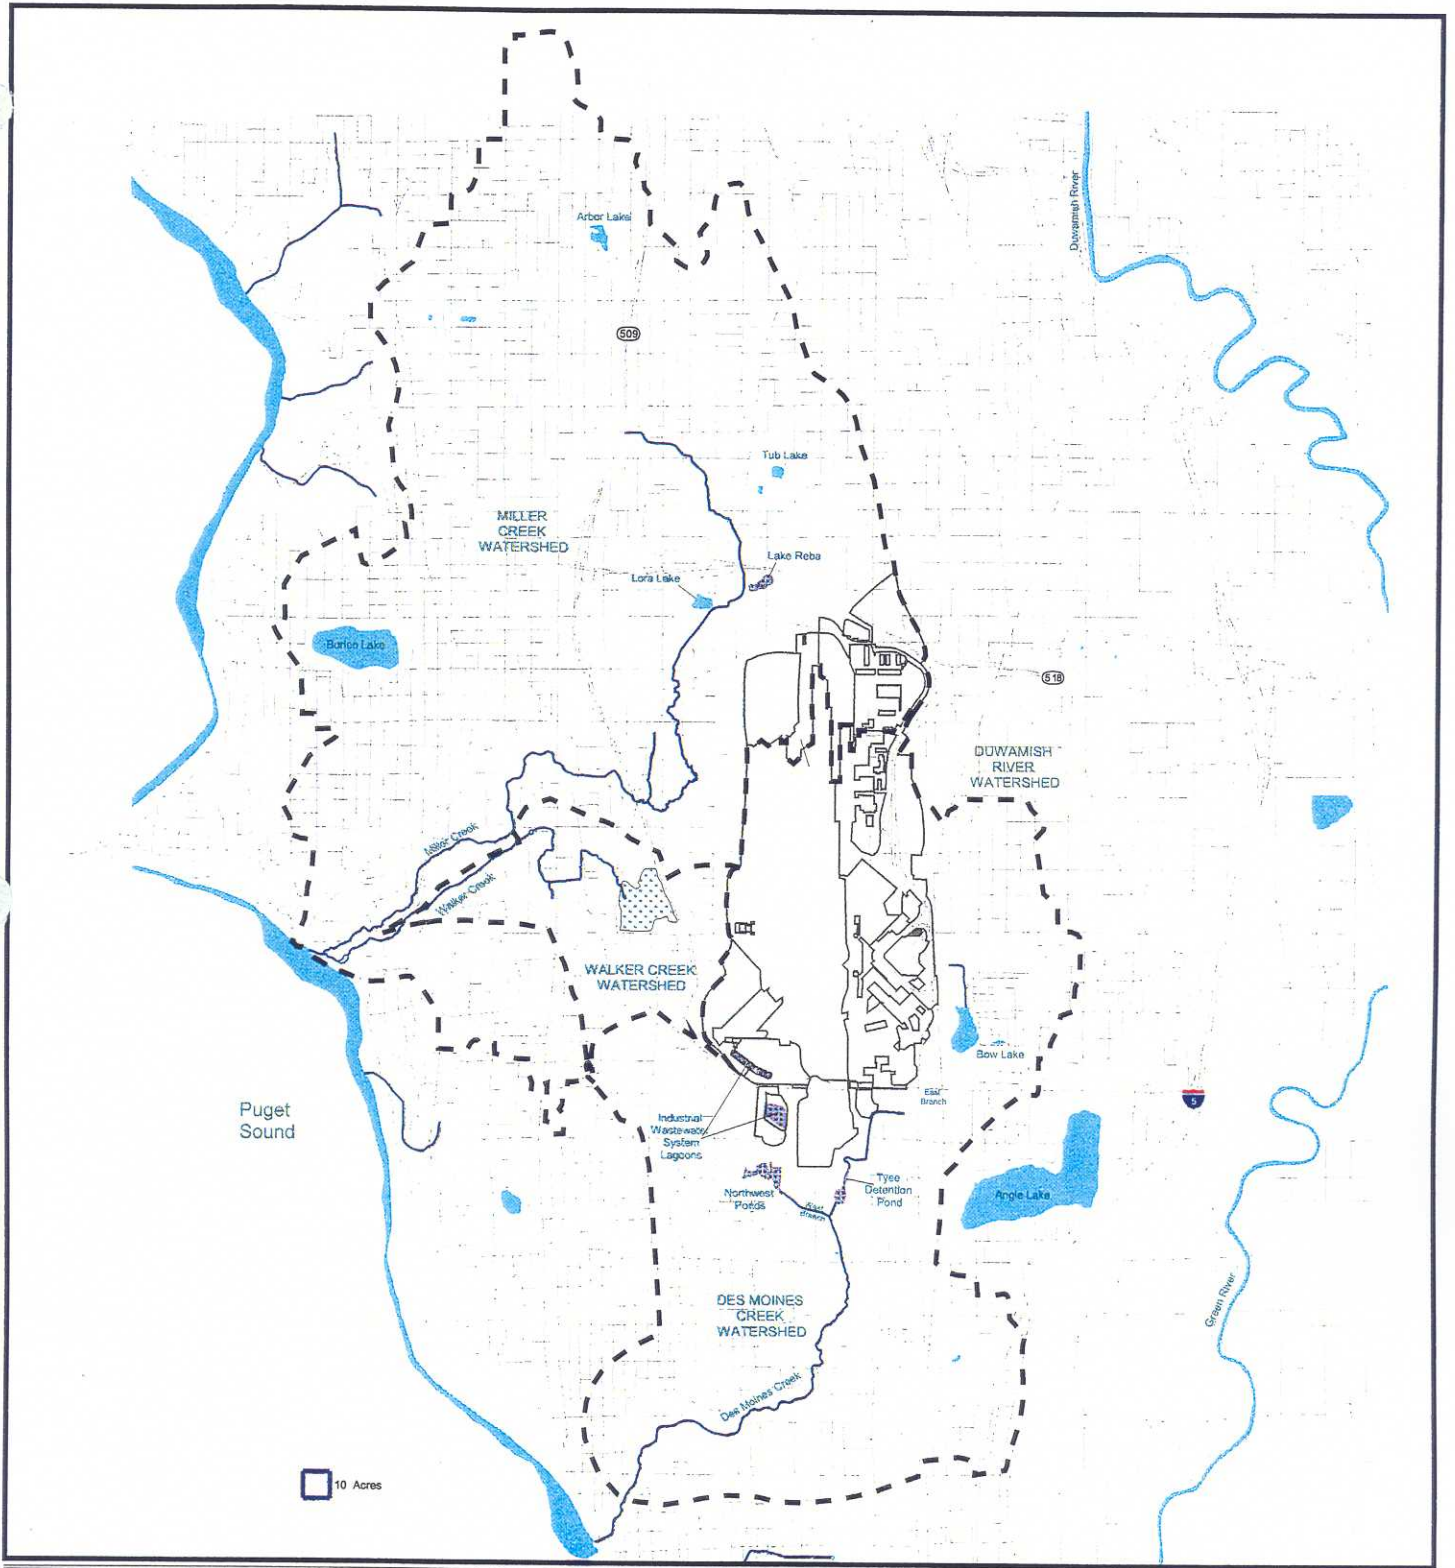 Duwamish River
Arbor Lake
509
Tub Lake
MILLER
CREEK
WATERSHED
Lake Reba
Lora Lake
Burien Lake
518
DUWAMISH
RIVER
WATERSHED
Miller Creek
Walker Creek
WALKER CREEK
WATERSHED
Bow Lake
East
Branch
5
Puget
Sound
Industrial
Wastewater
System
Lagoons
Northwest
Ponds
West
Branch
Tyee
Detention
Pond
Angle Lake
DES MOINES
CREEK
WATERSHED
Green River
Des Moines Creek
10 Acres